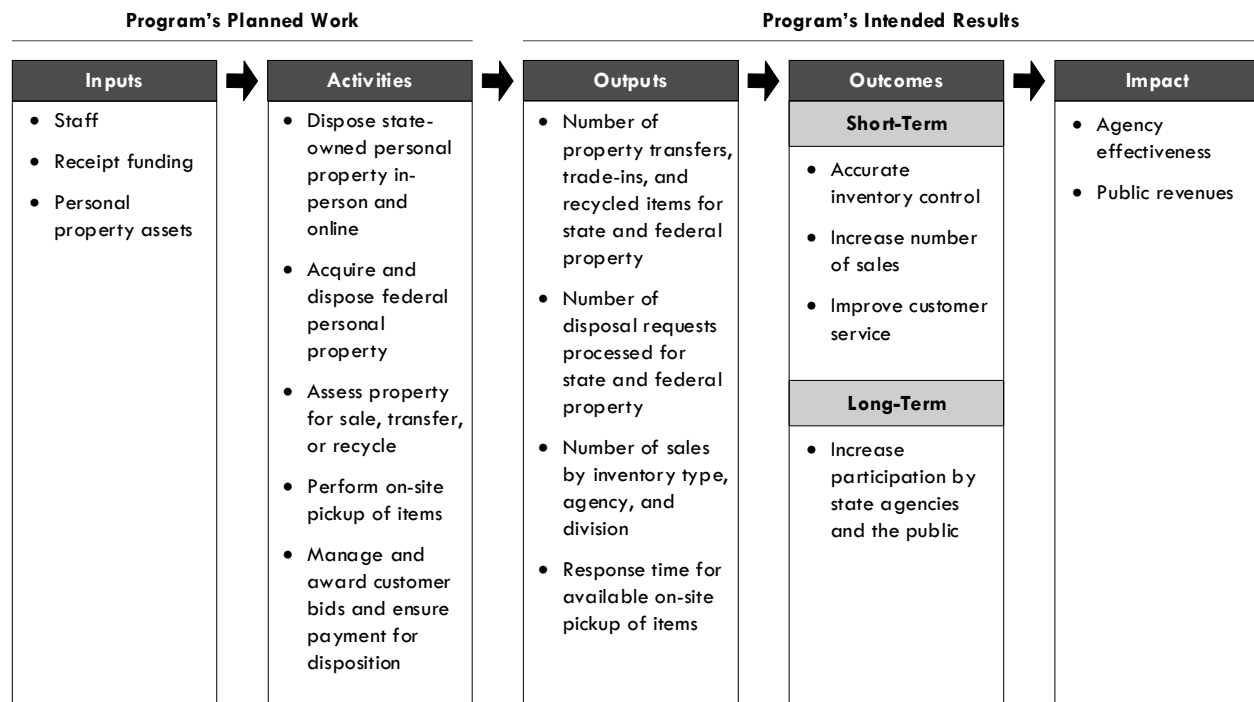 Program's Planned Work
Program's Intended Results
Inputs
• Staff
• Receipt funding
• Personal
property assets
Activities
• Dispose state-
owned personal
property in-
person and
online
• Acquire and
dispose federal
personal
property
• Assess property
for sale, transfer,
or recycle
• Perform on-site
pickup of items
• Manage and
award customer
bids and ensure
payment for
disposition
Outputs
• Number of
property transfers,
trade-ins, and
recycled items for
state and federal
property
• Number of
disposal requests
processed for
state and federal
property
• Number of sales
by inventory type,
agency, and
division
• Response time for
available on-site
pickup of items
Outcomes
Short-Term
• Accurate
inventory control
• Increase number
of sales
• Improve customer
service
Long-Term
• Increase
participation by
state agencies
and the public
Impact
• Agency
effectiveness
• Public revenues